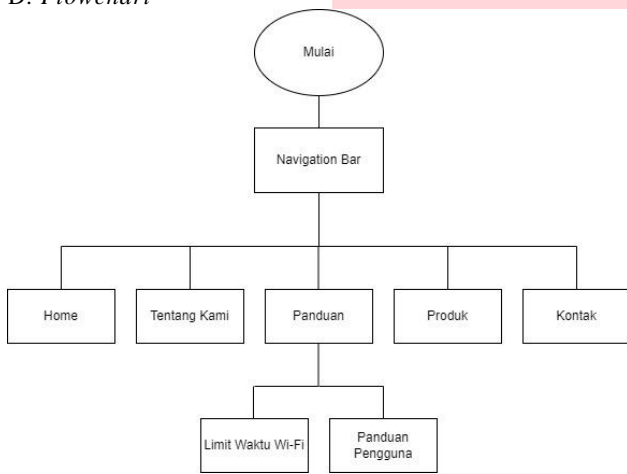 D. Flowchart
Mulai
Navigation Bar
Home
Tentang Kami
Panduan
Produk
Kontak
Limit Waktu Wi-Fi
Panduan
Pengguna